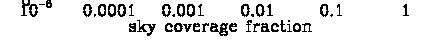 10⁻⁶ 0.0001 0.001 0.01 0.1 1
sky coverage fraction